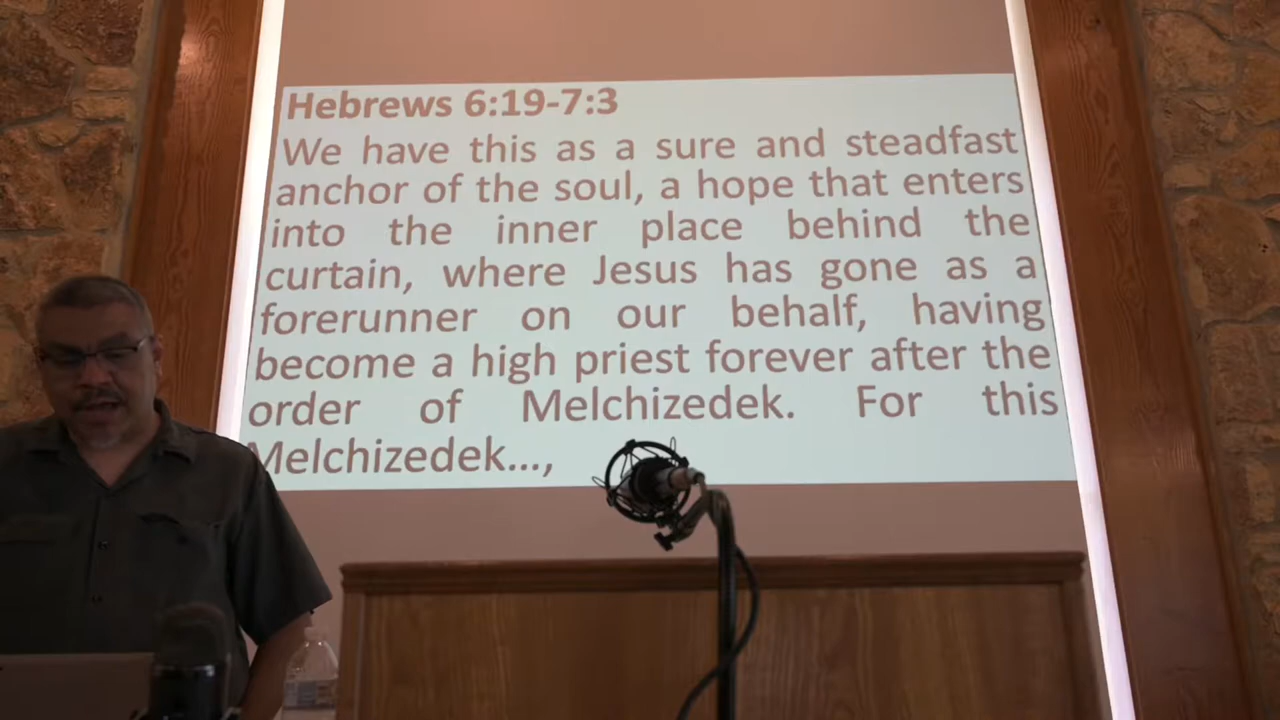 Hebrews 6:19-7:3
We have this as a sure and steadfast
anchor of the soul, a hope that enters
into the inner place behind the
curtain, where Jesus has gone as a
forerunner on our behalf, having
become a high priest forever after the
order of Melchizedek. For this
Melchizedek...,